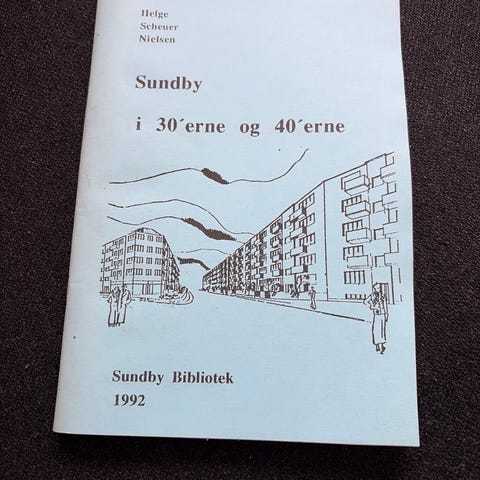 Helge
Scheuer
Nielsen
Sundby
i 30´erne og 40´erne
Sundby Bibliotek
1992